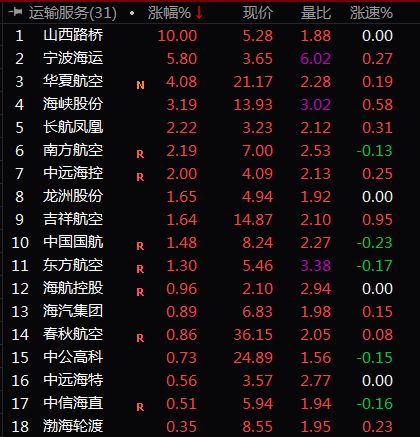 运输服务(31) • 涨幅%↓ 现价 量比 涨速%
1 山西路桥 10.00 5.28 1.88 0.00
2 宁波海运 5.80 3.65 6.02 0.27
3 华夏航空 N 4.08 21.17 2.28 0.19
4 海峡股份 3.19 13.93 3.02 0.58
5 长航凤凰 2.22 3.23 2.12 0.31
6 南方航空 R 2.19 7.00 2.53 -0.13
7 中远海控 R 2.00 4.09 2.13 0.25
8 龙洲股份 1.65 4.94 1.92 0.00
9 吉祥航空 1.64 14.87 2.10 0.95
10 中国国航 R 1.48 8.24 2.27 -0.23
11 东方航空 R 1.30 5.46 3.38 -0.17
12 海航控股 R 0.96 2.10 2.94 0.00
13 海汽集团 0.89 6.83 1.98 0.15
14 春秋航空 R 0.86 36.15 2.05 0.08
15 中公高科 0.73 24.89 1.56 -0.15
16 中远海特 0.56 3.57 2.77 0.00
17 中信海直 R 0.51 5.94 1.94 -0.16
18 渤海轮渡 0.35 8.55 1.95 0.23